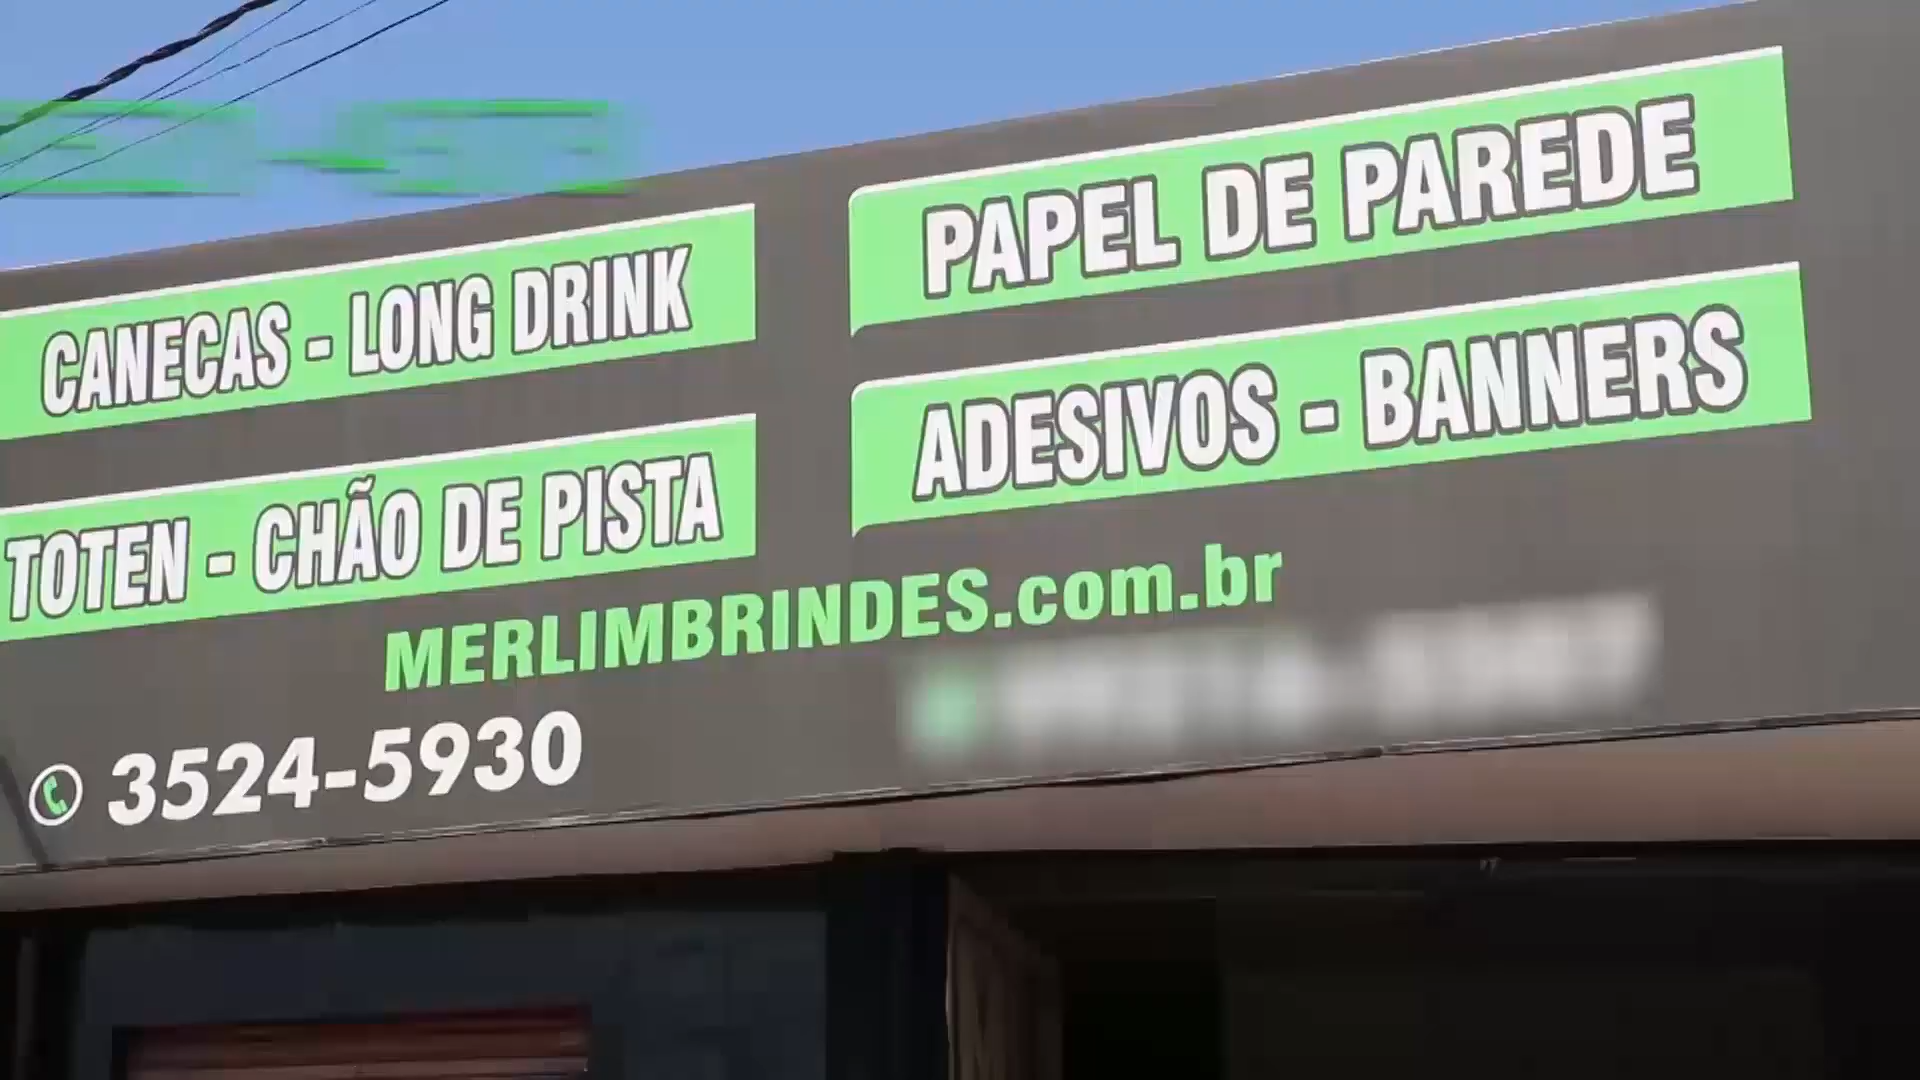 CANECAS - LONG DRINK
TOTEN - CHÃO DE PISTA
PAPEL DE PAREDE
ADESIVOS - BANNERS
MERLIMBRINDES.com.br
3524-5930